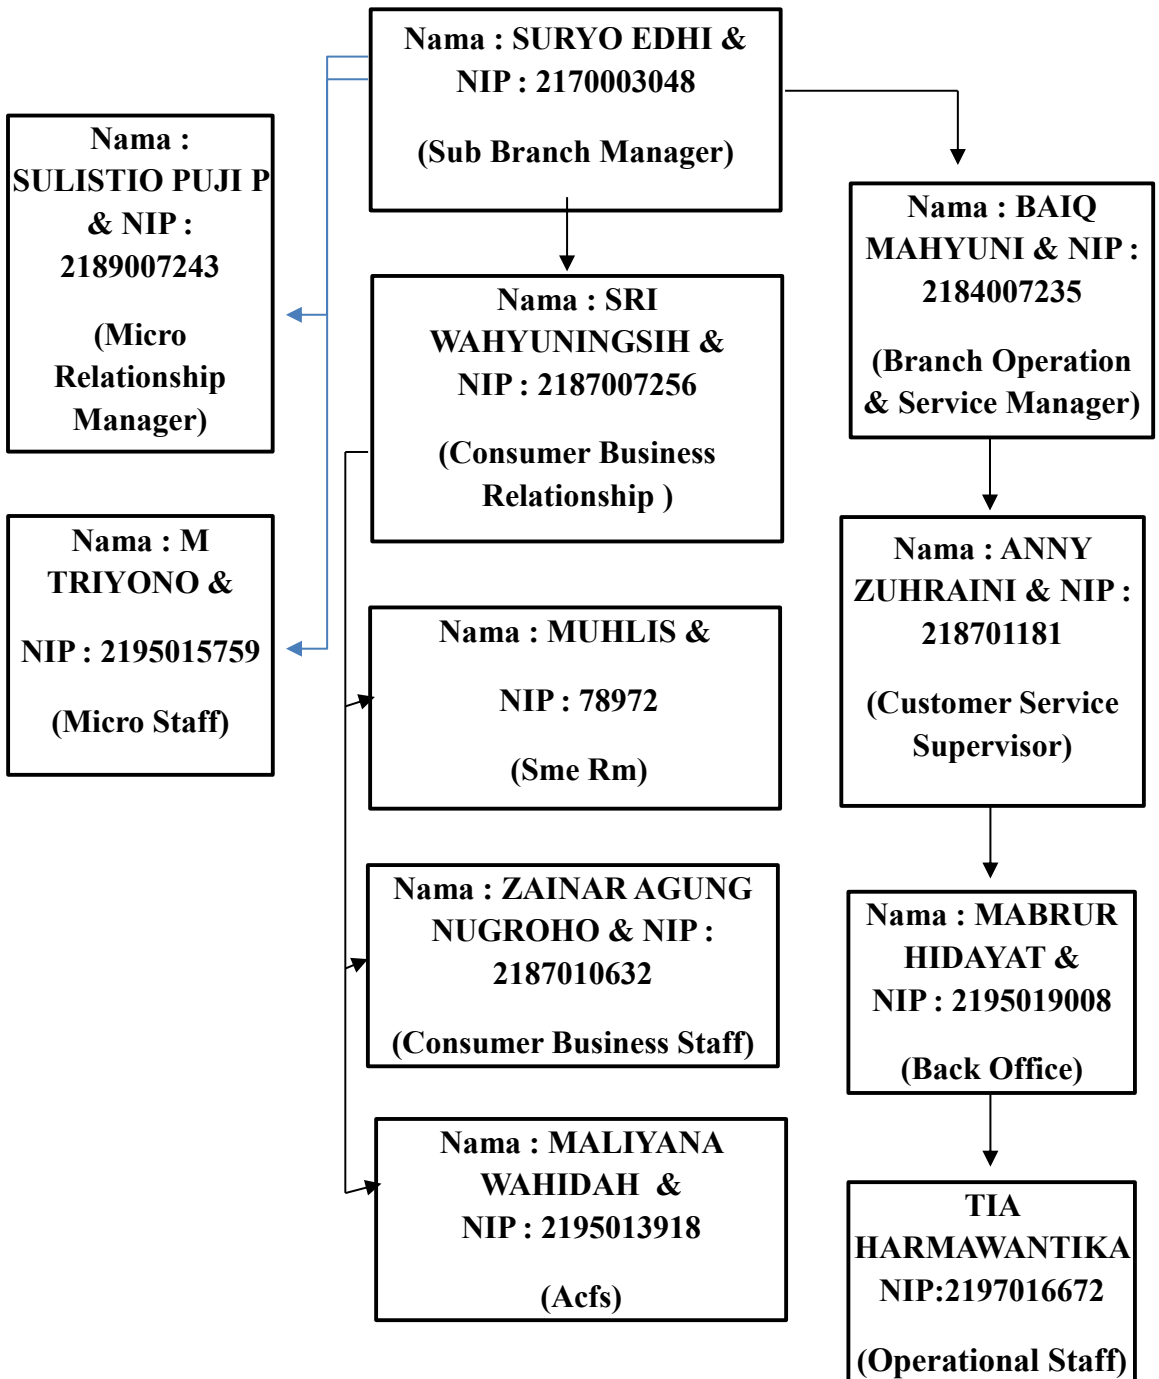 Nama : SURYO EDHI &
NIP : 2170003048
(Sub Branch Manager)
Nama :
SULISTIO PUJI P
& NIP :
2189007243
(Micro
Relationship
Manager)
Nama : BAIQ
MAHYUNI & NIP :
2184007235
(Branch Operation
& Service Manager)
Nama : SRI
WAHYUNINGSIH &
NIP : 2187007256
(Consumer Business
Relationship )
Nama : M
TRIYONO &
NIP : 2195015759
(Micro Staff)
Nama : ANNY
ZUHRAINI & NIP :
218701181
(Customer Service
Supervisor)
Nama : MUHLIS &
NIP : 78972
(Sme Rm)
Nama : ZAINAR AGUNG
NUGROHO & NIP :
2187010632
(Consumer Business Staff)
Nama : MABRUR
HIDAYAT &
NIP : 2195019008
(Back Office)
Nama : MALIYANA
WAHIDAH &
NIP : 2195013918
(Acfs)
TIA
HARMAWANTIKA
NIP:2197016672
(Operational Staff)